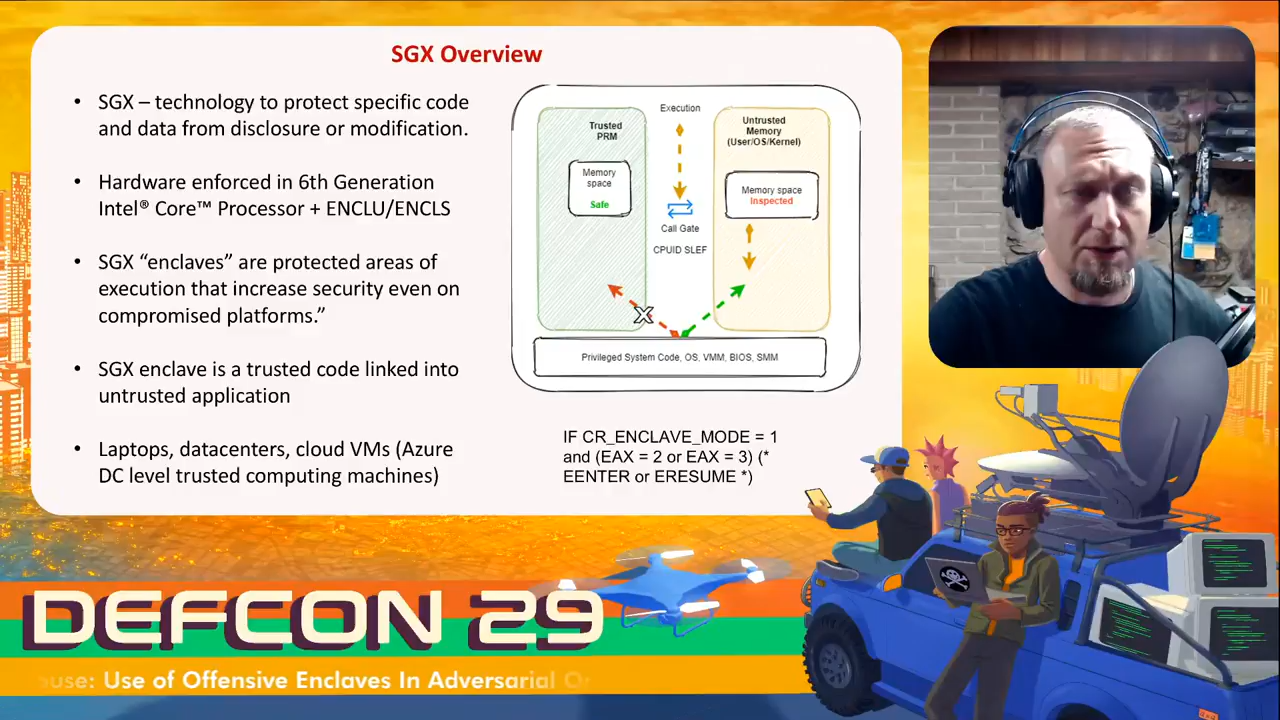 SGX Overview
• SGX – technology to protect specific code
and data from disclosure or modification.
• Hardware enforced in 6th Generation
Intel® Core™ Processor + ENCLU/ENCLS
• SGX “enclaves” are protected areas of
execution that increase security even on
compromised platforms.”
• SGX enclave is a trusted code linked into
untrusted application
• Laptops, datacenters, cloud VMs (Azure
DC level trusted computing machines)
Trusted
PRM
Memory
space
Safe
Execution
Call Gate
CPUID SLEF
Untrusted
Memory
(User/OS/Kernel)
Memory space
Inspected
Privileged System Code, OS, VMM, BIOS, SMM
IF CR_ENCLAVE_MODE = 1
and (EAX = 2 or EAX = 3) (*
EENTER or ERESUME *)
DEFCON 29
Use of Offensive Enclaves In Adversarial